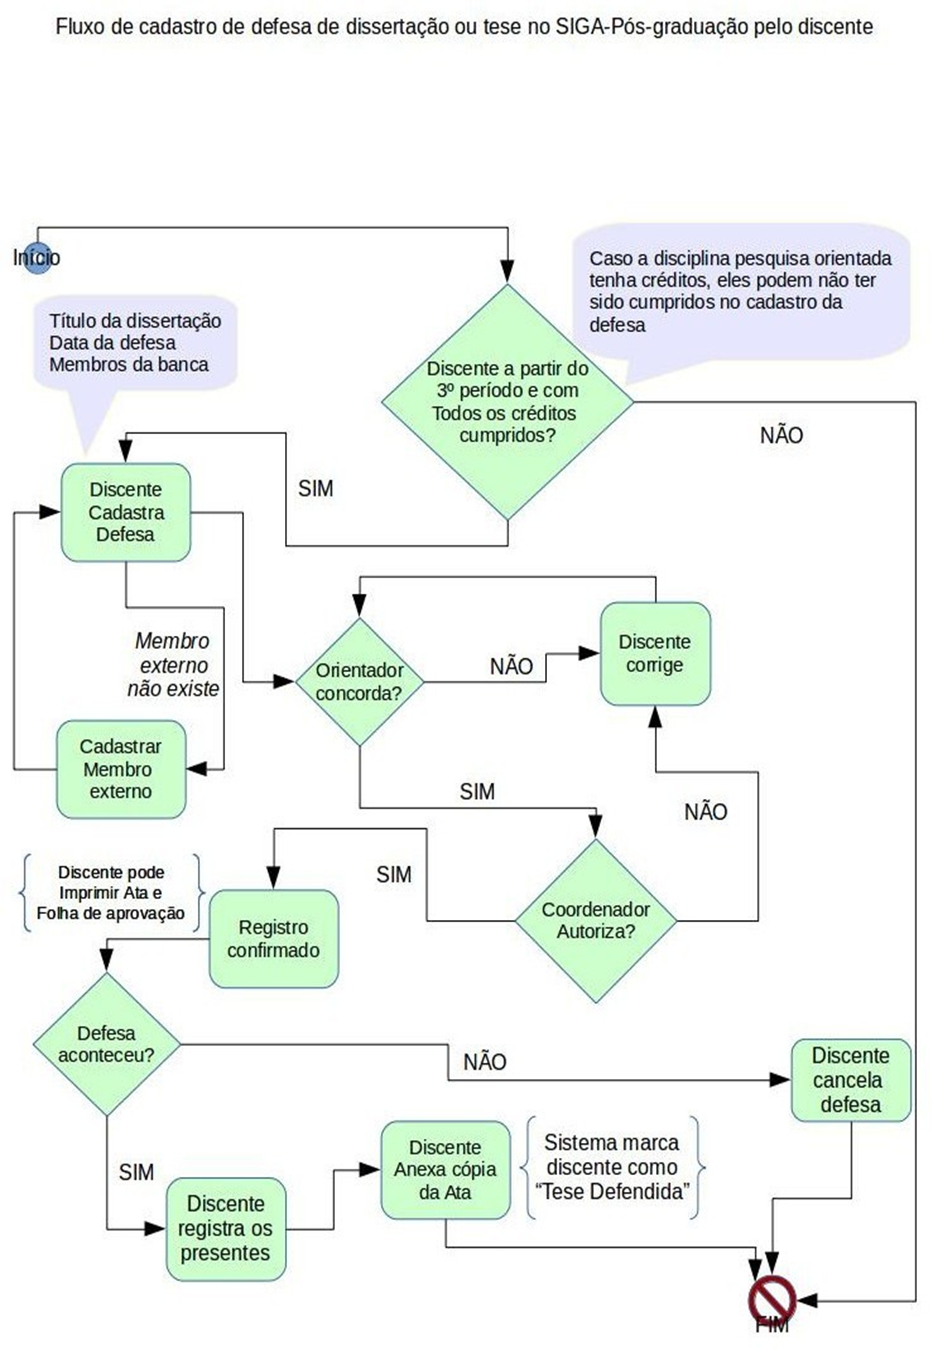 Fluxo de cadastro de defesa de dissertação ou tese no SIGA-Pós-graduação pelo discente
Início
Caso a disciplina pesquisa orientada
tenha créditos, eles podem não ter
sido cumpridos no cadastro da
defesa
Título da dissertação
Data da defesa
Membros da banca
Discente a partir do
3º período e com
Todos os créditos
cumpridos?
NÃO
SIM
Discente
Cadastra
Defesa
Membro
externo
não existe
Cadastrar
Membro
externo
Orientador
concorda?
NÃO
Discente
corrige
SIM
NÃO
Coordenador
Autoriza?
SIM
Discente pode
Imprimir Ata e
Folha de aprovação
Registro
confirmado
Defesa
aconteceu?
NÃO
Discente
cancela
defesa
SIM
Discente
registra os
presentes
Discente
Anexa cópia
da Ata
Sistema marca
discente como
“Tese Defendida”
FIM